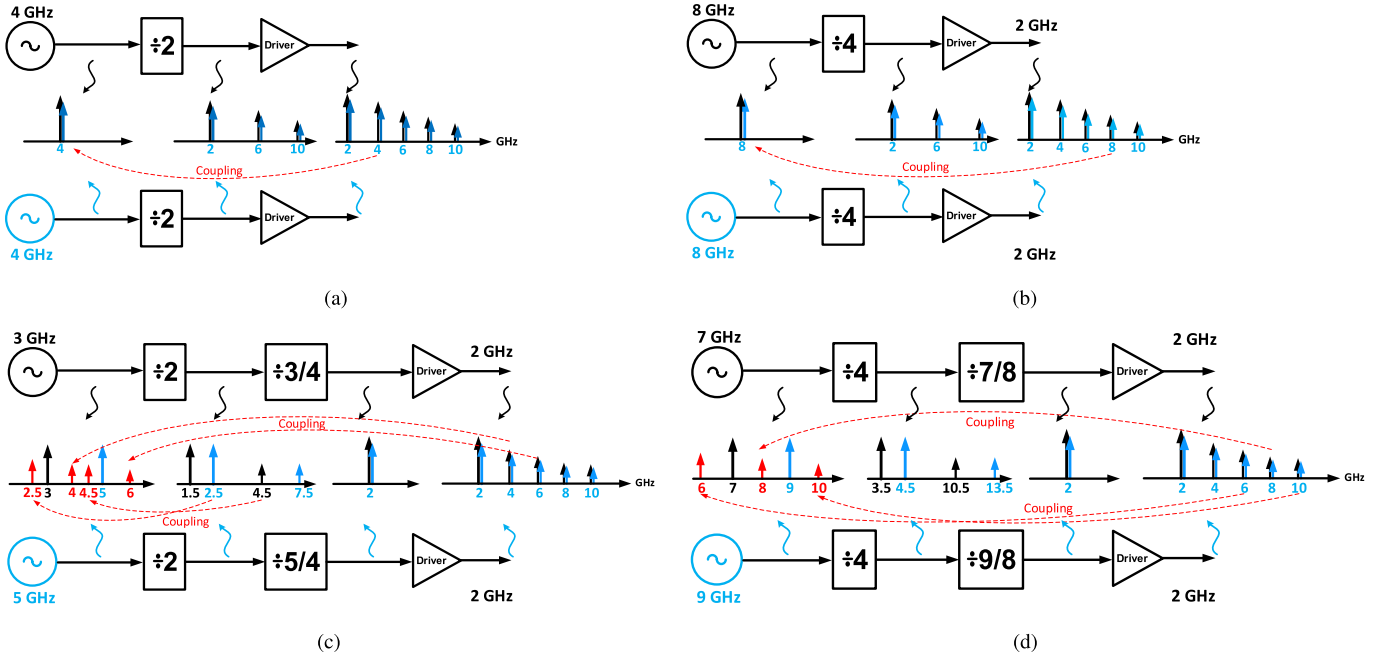 4 GHz
÷2
Driver
4
2 6 10
2 4 6 8 10
GHz
Coupling
÷2
Driver
4 GHz
(a)
8 GHz
÷4
Driver
2 GHz
8
2 6 10
2 4 6 8 10
GHz
Coupling
÷4
Driver
8 GHz
2 GHz
(b)
3 GHz
÷2
÷3/4
Driver
2 GHz
Coupling
2.5 3 4 4.5 5 6
1.5 2.5 4.5 7.5
2
2 4 6 8 10
GHz
Coupling
÷2
÷5/4
Driver
5 GHz
2 GHz
(c)
7 GHz
÷4
÷7/8
Driver
2 GHz
Coupling
6 7 8 9 10
3.5 4.5 10.5 13.5
2
2 4 6 8 10
GHz
Coupling
÷4
÷9/8
Driver
9 GHz
2 GHz
(d)